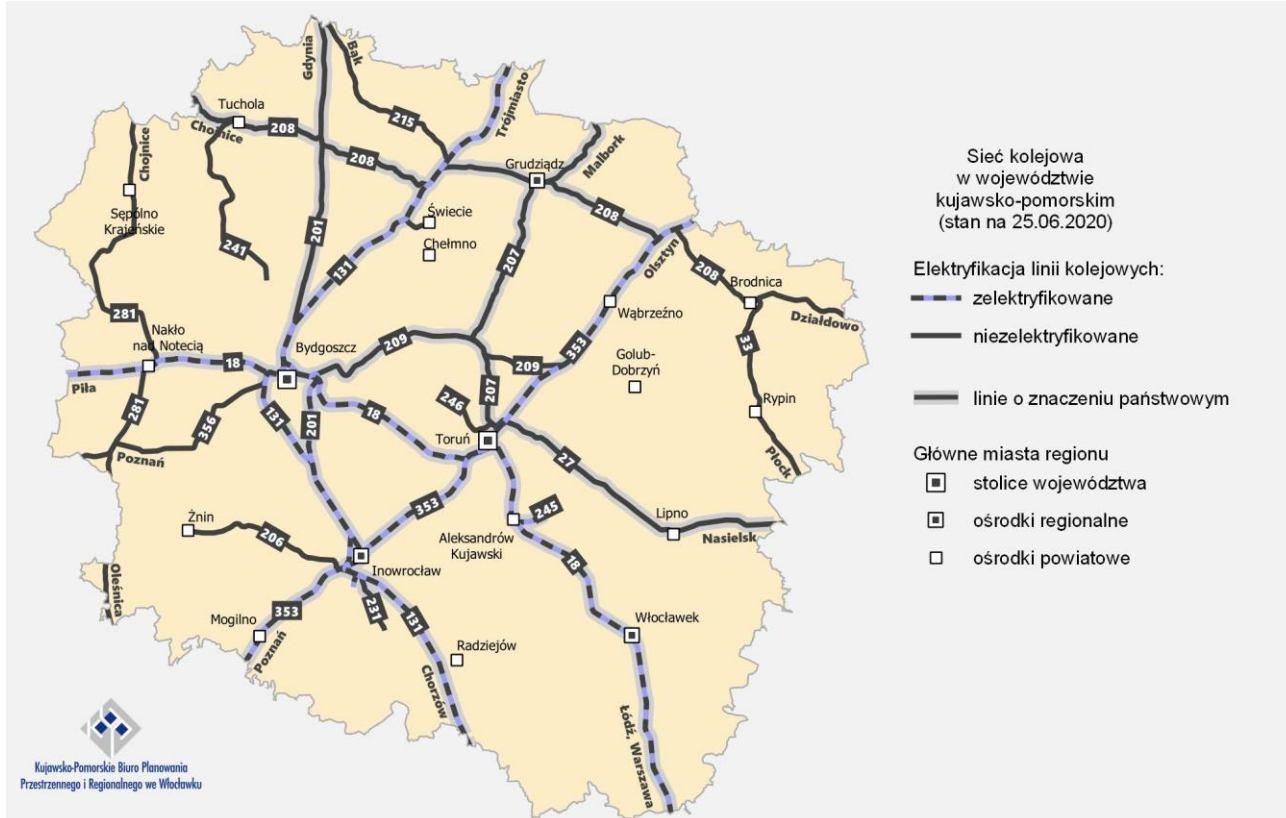 Gdynia
Bąk
Trójmiasto
Tuchola
Chojnice
208
215
208
Chojnice
Grudziądz
Malbork
Sępólno
Krajeńskie
Świecie
208
Chełmno
201
241
131
207
Olsztyn
208
Brodnica
Wąbrzeźno
Działdowo
281
Nakło
nad Notecią
Bydgoszcz
209
353
33
18
209
Golub-
Dobrzyń
Piła
281
356
131
201
18
246
207
Toruń
Rypin
Poznań
27
Płock
Żnin
206
353
245
Aleksandrów
Kujawski
Lipno
Nasielsk
Inowrocław
18
Oleśnica
Mogilno
353
231
131
Włocławek
Poznań
Radziejów
Chorzów
Łódź, Warszawa
Sieć kolejowa
w województwie
kujawsko-pomorskim
(stan na 25.06.2020)
Elektryfikacja linii kolejowych:
zelektryfikowane
niezelektryfikowane
linie o znaczeniu państwowym
Główne miasta regionu
stolice województwa
ośrodki regionalne
ośrodki powiatowe
Kujawsko-Pomorskie Biuro Planowania
Przestrzennego i Regionalnego we Włocławku